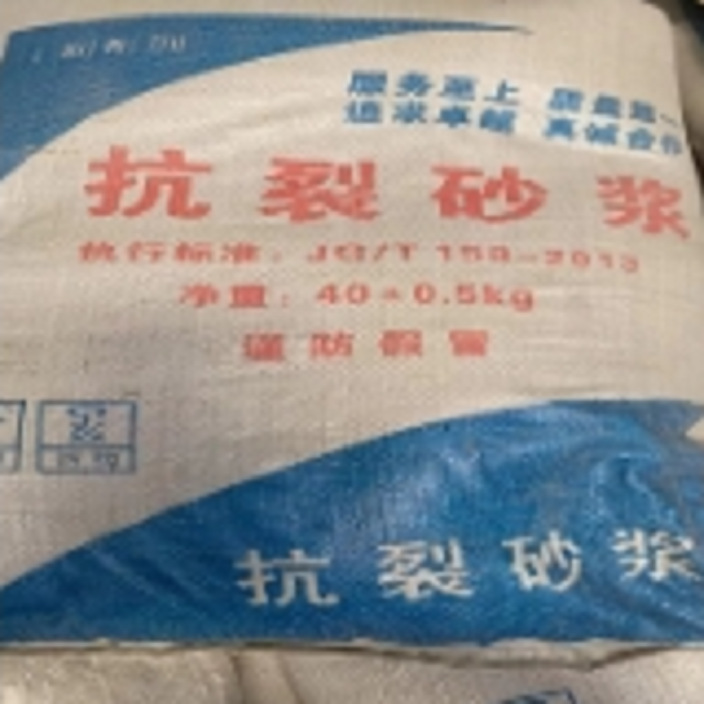 服务至上 质量第一
追求卓越 真诚合作
抗裂砂浆
执行标准：JG/T 158-2013
净重：40±0.5kg
谨防假冒
抗裂砂浆